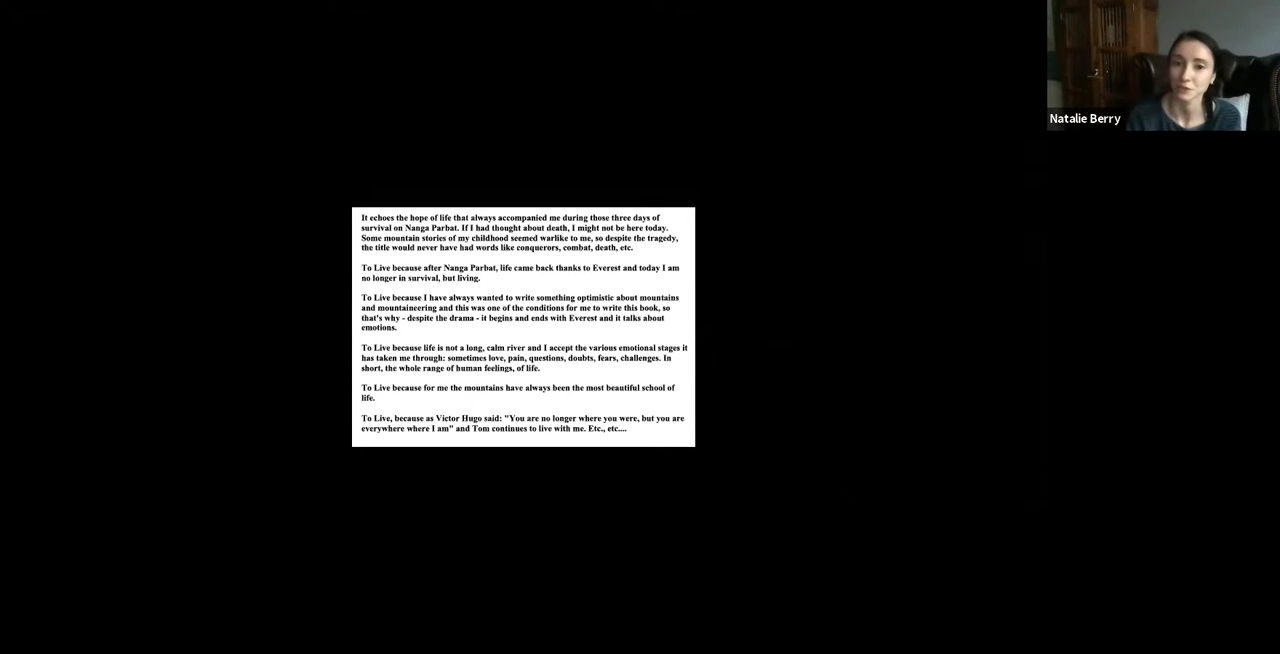 Natalie Berry
It echoes the hope of life that always accompanied me during those three days of
survival on Nanga Parbat. If I had thought about death, I might not be here today.
Some mountain stories of my childhood seemed warlike to me, so despite the tragedy,
the title would never have had words like conquerors, combat, death, etc.
To Live because after Nanga Parbat, life came back thanks to Everest and today I am
no longer in survival, but living.
To Live because I have always wanted to write something optimistic about mountains
and mountaineering and this was one of the conditions for me to write this book, so
that's why - despite the drama - it begins and ends with Everest and it talks about
emotions.
To Live because life is not a long, calm river and I accept the various emotional stages it
has taken me through: sometimes love, pain, questions, doubts, fears, challenges. In
short, the whole range of human feelings, of life.
To Live because for me the mountains have always been the most beautiful school of
life.
To Live, because as Victor Hugo said: "You are no longer where you were, but you are
everywhere where I am" and Tom continues to live with me. Etc., etc....